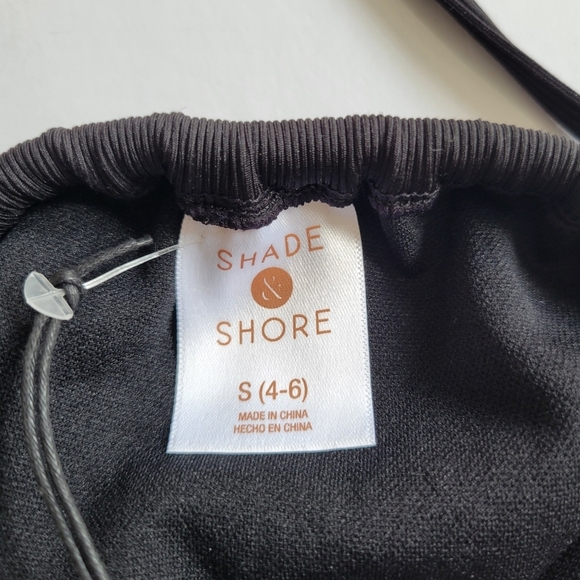 SHADE
&
SHORE
S (4-6)
MADE IN CHINA
HECHO EN CHINA